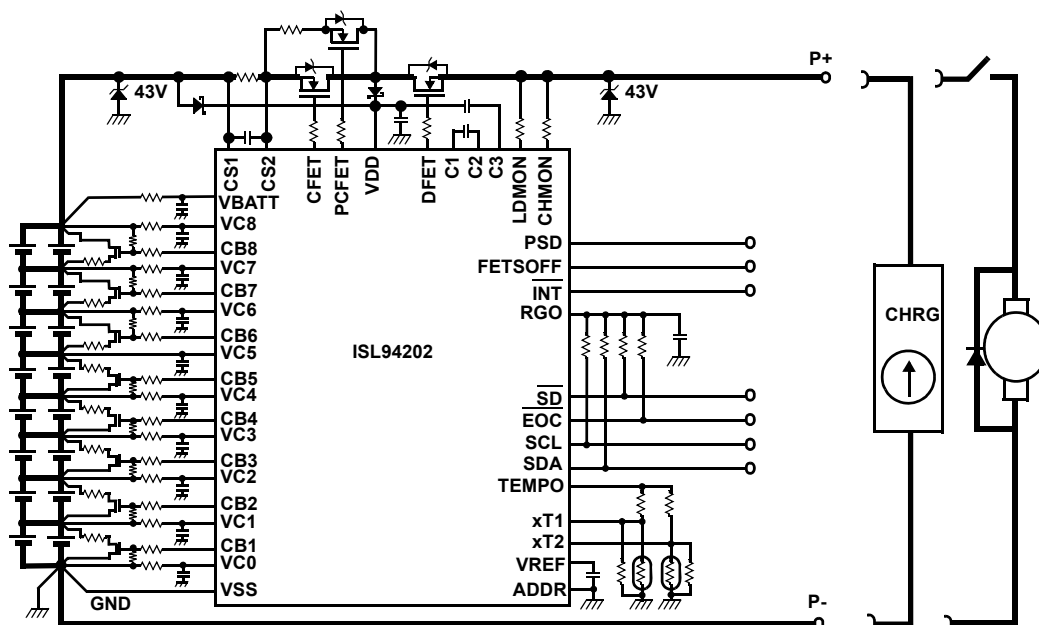 P+
43V
43V
CS1
CS2
CFET
PCFET
VDD
DFET
C1
C2
C3
LDMON
CHMON
VBATT
VC8
CB8
VC7
CB7
VC6
CB6
VC5
CB5
VC4
CB4
VC3
CB3
VC2
CB2
VC1
CB1
VC0
VSS
GND
ISL94202
PSD
FETSOFF
INT
RGO
SD
EOC
SCL
SDA
TEMPO
xT1
xT2
VREF
ADDR
CHRG
P-